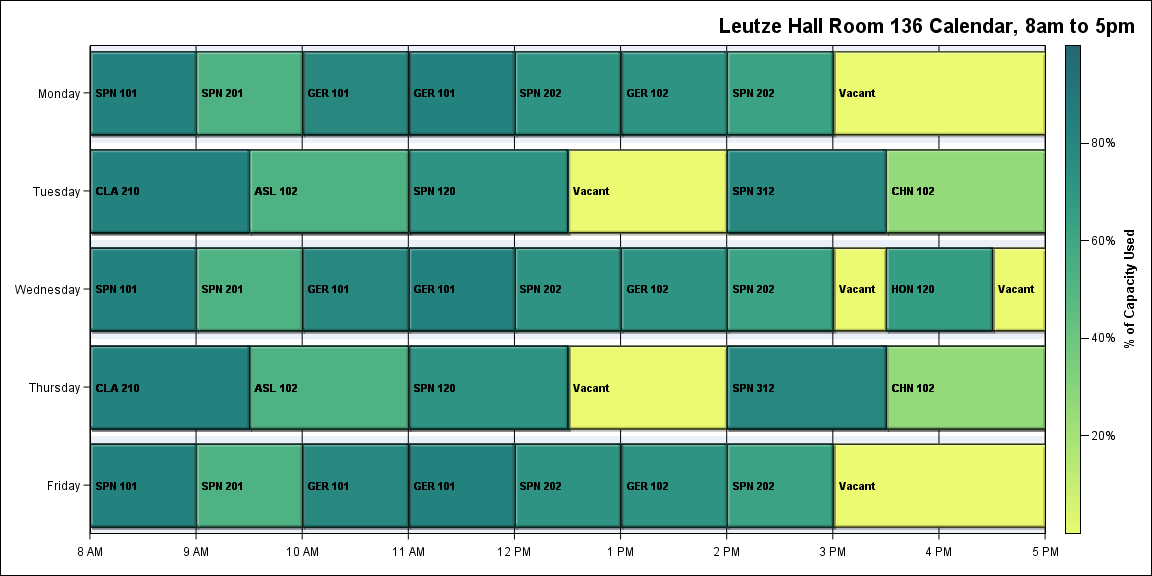 Leutze Hall Room 136 Calendar, 8am to 5pm
Monday
SPN 101
SPN 201
GER 101
GER 101
SPN 202
GER 102
SPN 202
Vacant
Tuesday
CLA 210
ASL 102
SPN 120
Vacant
SPN 312
CHN 102
Wednesday
SPN 101
SPN 201
GER 101
GER 101
SPN 202
GER 102
SPN 202
Vacant
HON 120
Vacant
Thursday
CLA 210
ASL 102
SPN 120
Vacant
SPN 312
CHN 102
Friday
SPN 101
SPN 201
GER 101
GER 101
SPN 202
GER 102
SPN 202
Vacant
8 AM
9 AM
10 AM
11 AM
12 PM
1 PM
2 PM
3 PM
4 PM
5 PM
80%
60%
40%
20%
% of Capacity Used